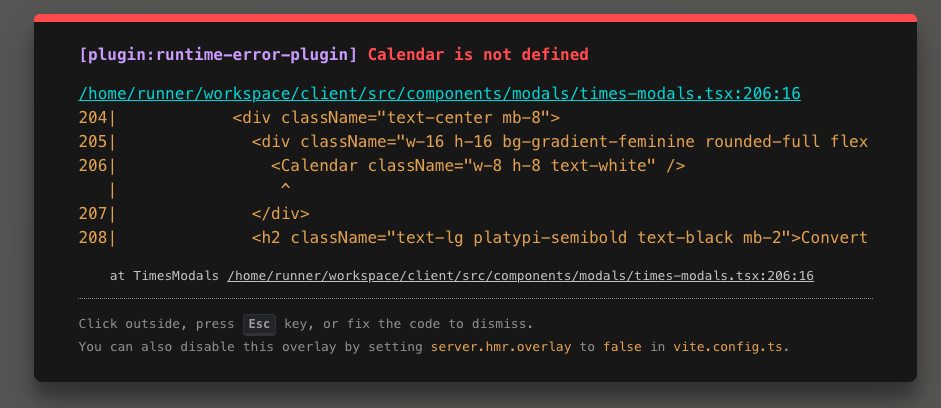 [plugin:runtime-error-plugin] Calendar is not defined
/home/runner/workspace/client/src/components/modals/times-modals.tsx:206:16
204|            <div className="text-center mb-8">
205|              <div className="w-16 h-16 bg-gradient-feminine rounded-full flex
206|                <Calendar className="w-8 h-8 text-white" />
   |                 ^
207|              </div>
208|              <h2 className="text-lg platypi-semibold text-black mb-2">Convert
at TimesModals /home/runner/workspace/client/src/components/modals/times-modals.tsx:206:16
Click outside, press Esc key, or fix the code to dismiss.
You can also disable this overlay by setting server.hmr.overlay to false in vite.config.ts.